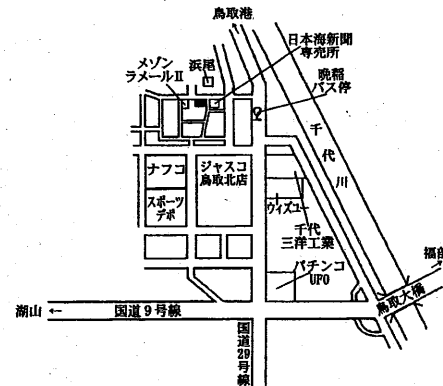 鳥取港
日本海新聞
専売所
メゾン
ラメールⅡ
浜尾
晩稲
バス停
千代川
ナフコ
ジャスコ
鳥取北店
スポーツ
デポ
ウィズユー
千代
三洋工業
パチンコ
UFO
福部
鳥取大橋
湖山 ←
国道9号線
国道29号線